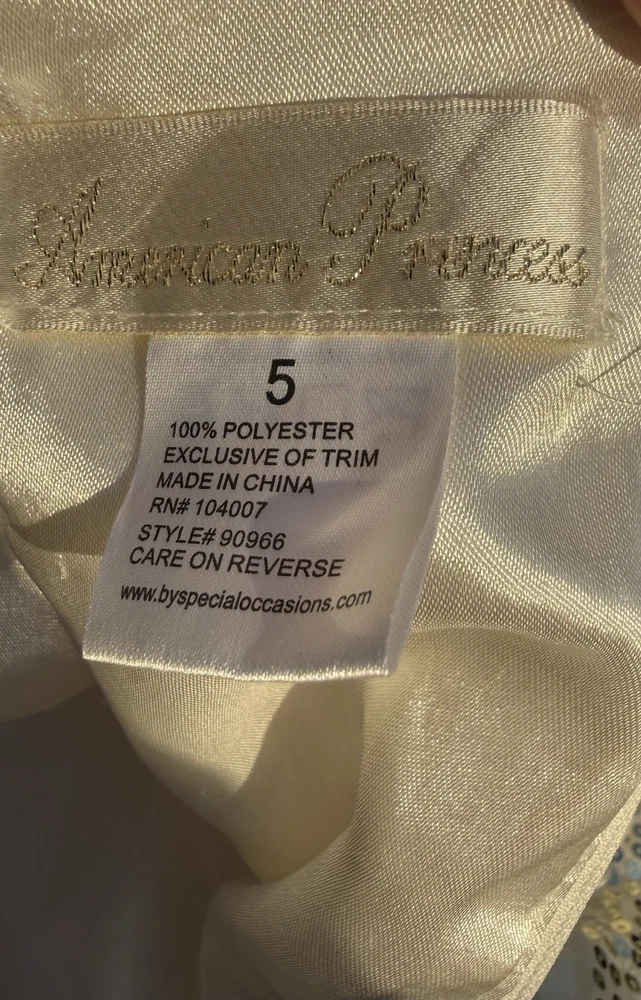 American Princess
5
100% POLYESTER
EXCLUSIVE OF TRIM
MADE IN CHINA
RN# 104007
STYLE# 90966
CARE ON REVERSE
www.byspecialoccasions.com